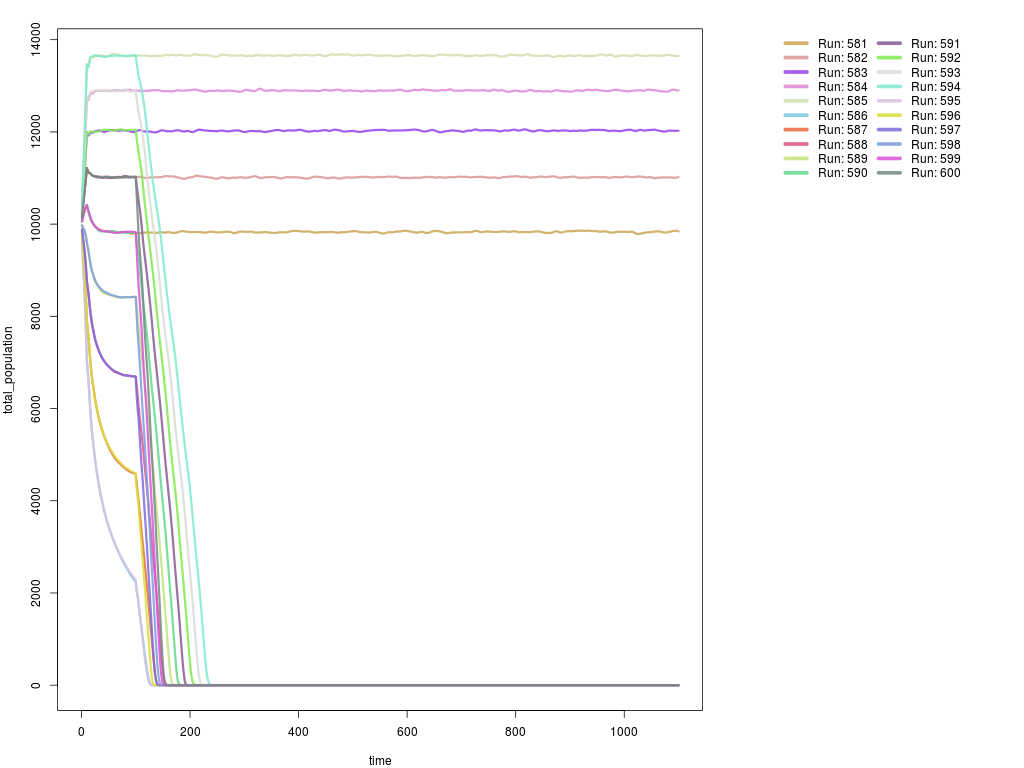 14000
12000
10000
8000
6000
4000
2000
0
total_population
0 200 400 600 800 1000
time
Run: 581 Run: 591
Run: 582 Run: 592
Run: 583 Run: 593
Run: 584 Run: 594
Run: 585 Run: 595
Run: 586 Run: 596
Run: 587 Run: 597
Run: 588 Run: 598
Run: 589 Run: 599
Run: 590 Run: 600